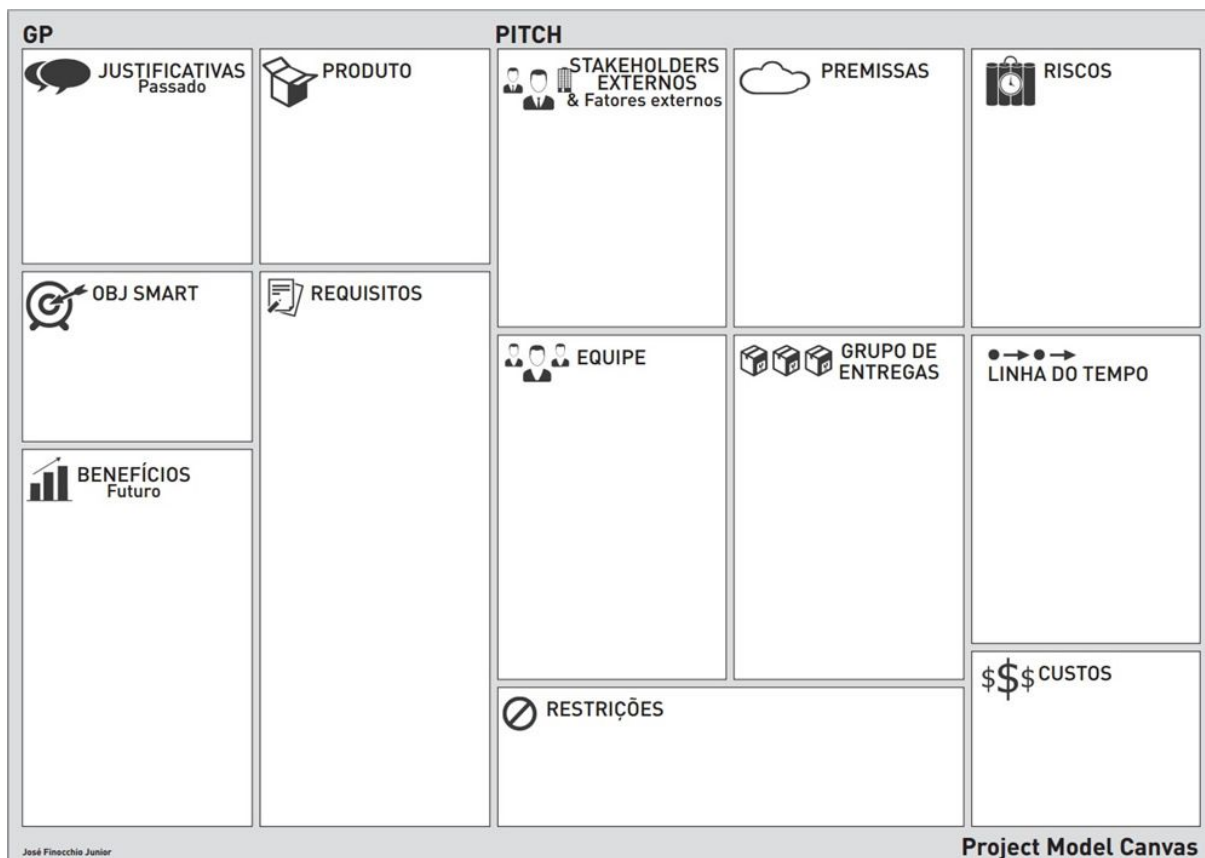 GP
PITCH
JUSTIFICATIVAS
Passado
PRODUTO
STAKEHOLDERS
EXTERNOS
& Fatores externos
PREMISSAS
RISCOS
OBJ SMART
REQUISITOS
EQUIPE
GRUPO DE
ENTREGAS
LINHA DO TEMPO
BENEFÍCIOS
Futuro
RESTRIÇÕES
$$$ CUSTOS
José Finocchio Junior
Project Model Canvas